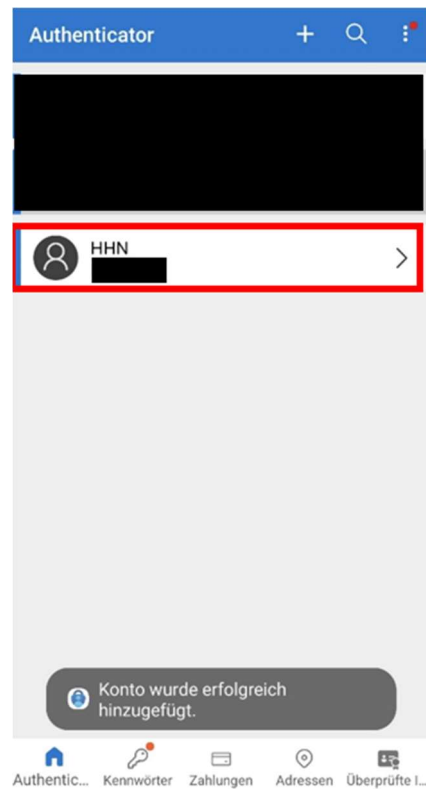 Authenticator
HHN
Konto wurde erfolgreich
hinzugefügt.
Authentic... Kennwörter Zahlungen Adressen Überprüfte I...